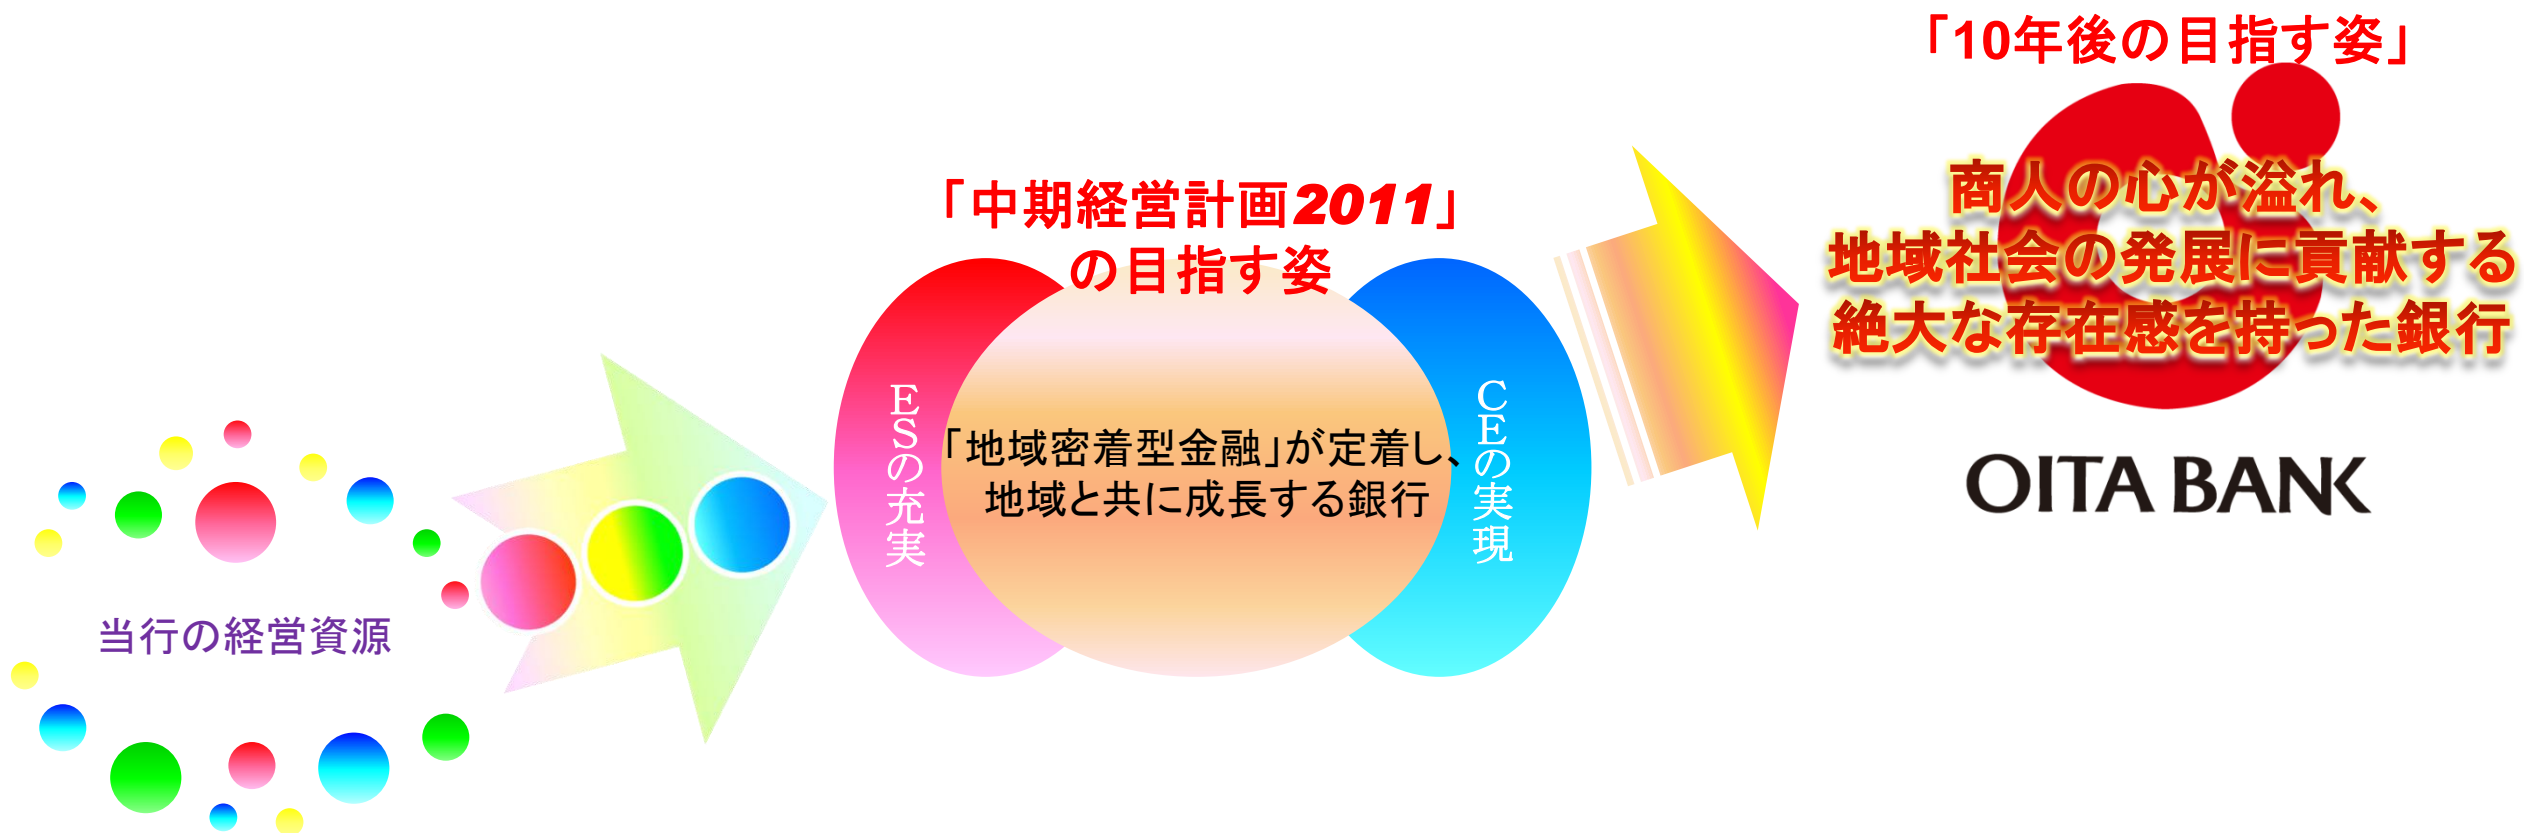 当行の経営資源
「中期経営計画2011」
の目指す姿
ESの充実
「地域密着型金融」が定着し、
地域と共に成長する銀行
CEの実現
「10年後の目指す姿」
商人の心が溢れ、
地域社会の発展に貢献する
絶大な存在感を持った銀行
OITA BANK